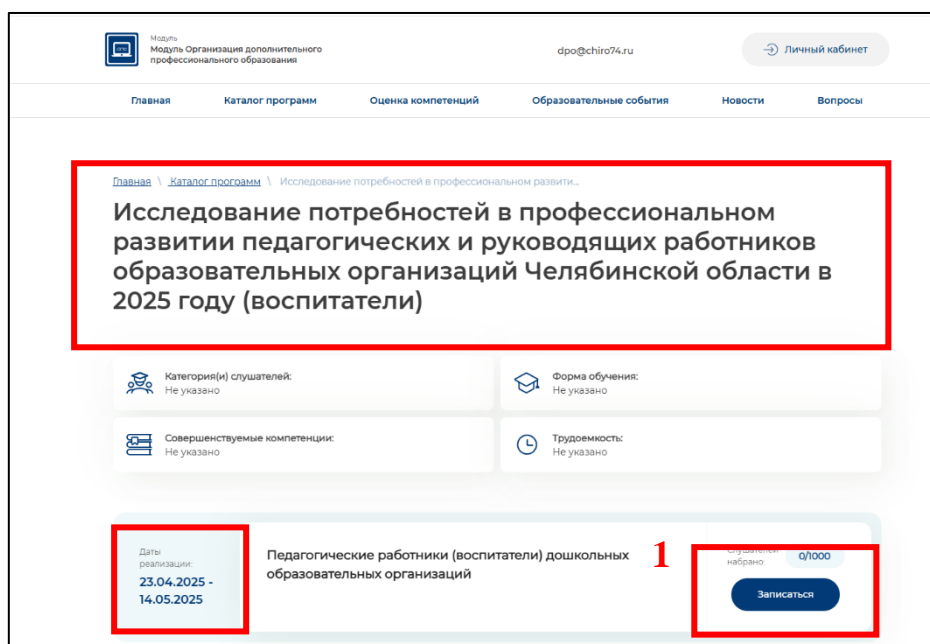 Модуль
Модуль Организация дополнительного
профессионального образования
dpo@chiro74.ru
Личный кабинет
Главная Каталог программ Оценка компетенций Образовательные события Новости Вопросы
Главная \ Каталог программ \ Исследование потребностей в профессиональном развити...
Исследование потребностей в профессиональном
развитии педагогических и руководящих работников
образовательных организаций Челябинской области в
2025 году (воспитатели)
Категория(и) слушателей:
Не указано
Форма обучения:
Не указано
Совершенствуемые компетенции:
Не указано
Трудоемкость:
Не указано
Даты
реализации:
23.04.2025 -
14.05.2025
Педагогические работники (воспитатели) дошкольных
образовательных организаций
1
Слушателей
набрано:
0/1000
Записаться